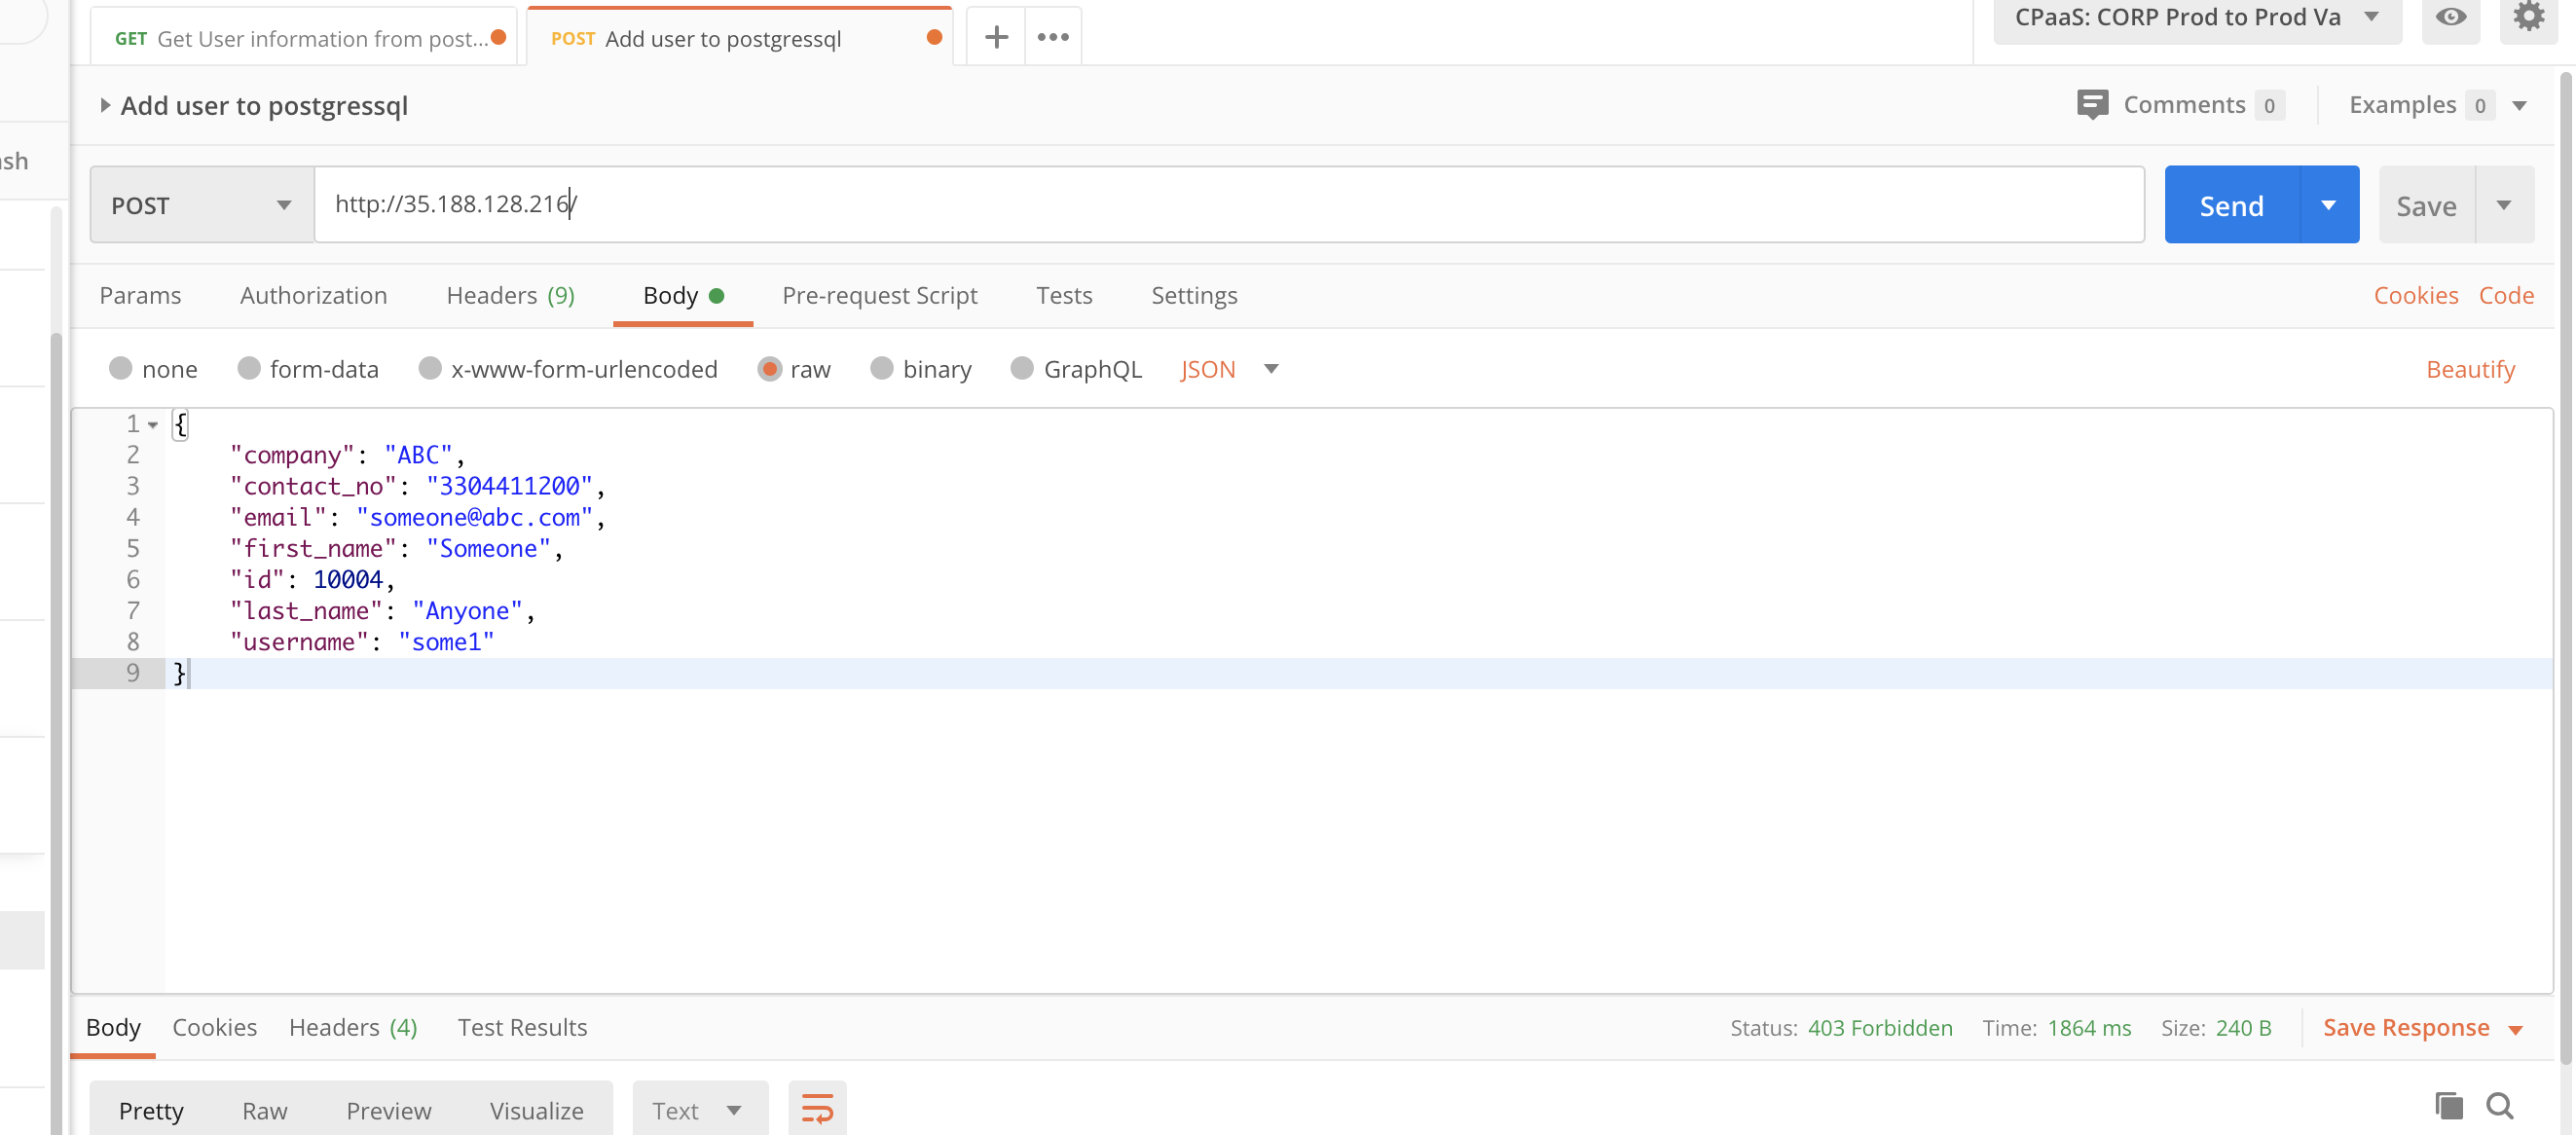 GET Get User information from post... POST Add user to postgressql + ••• CPaaS: CORP Prod to Prod Va
Add user to postgressql Comments 0 Examples 0
POST http://35.188.128.216/ Send Save
Params Authorization Headers (9) Body Pre-request Script Tests Settings Cookies Code
none form-data x-www-form-urlencoded raw binary GraphQL JSON Beautify
1 {
2 "company": "ABC",
3 "contact_no": "3304411200",
4 "email": "someone@abc.com",
5 "first_name": "Someone",
6 "id": 10004,
7 "last_name": "Anyone",
8 "username": "some1"
9 }
Body Cookies Headers (4) Test Results Status: 403 Forbidden Time: 1864 ms Size: 240 B Save Response
Pretty Raw Preview Visualize Text